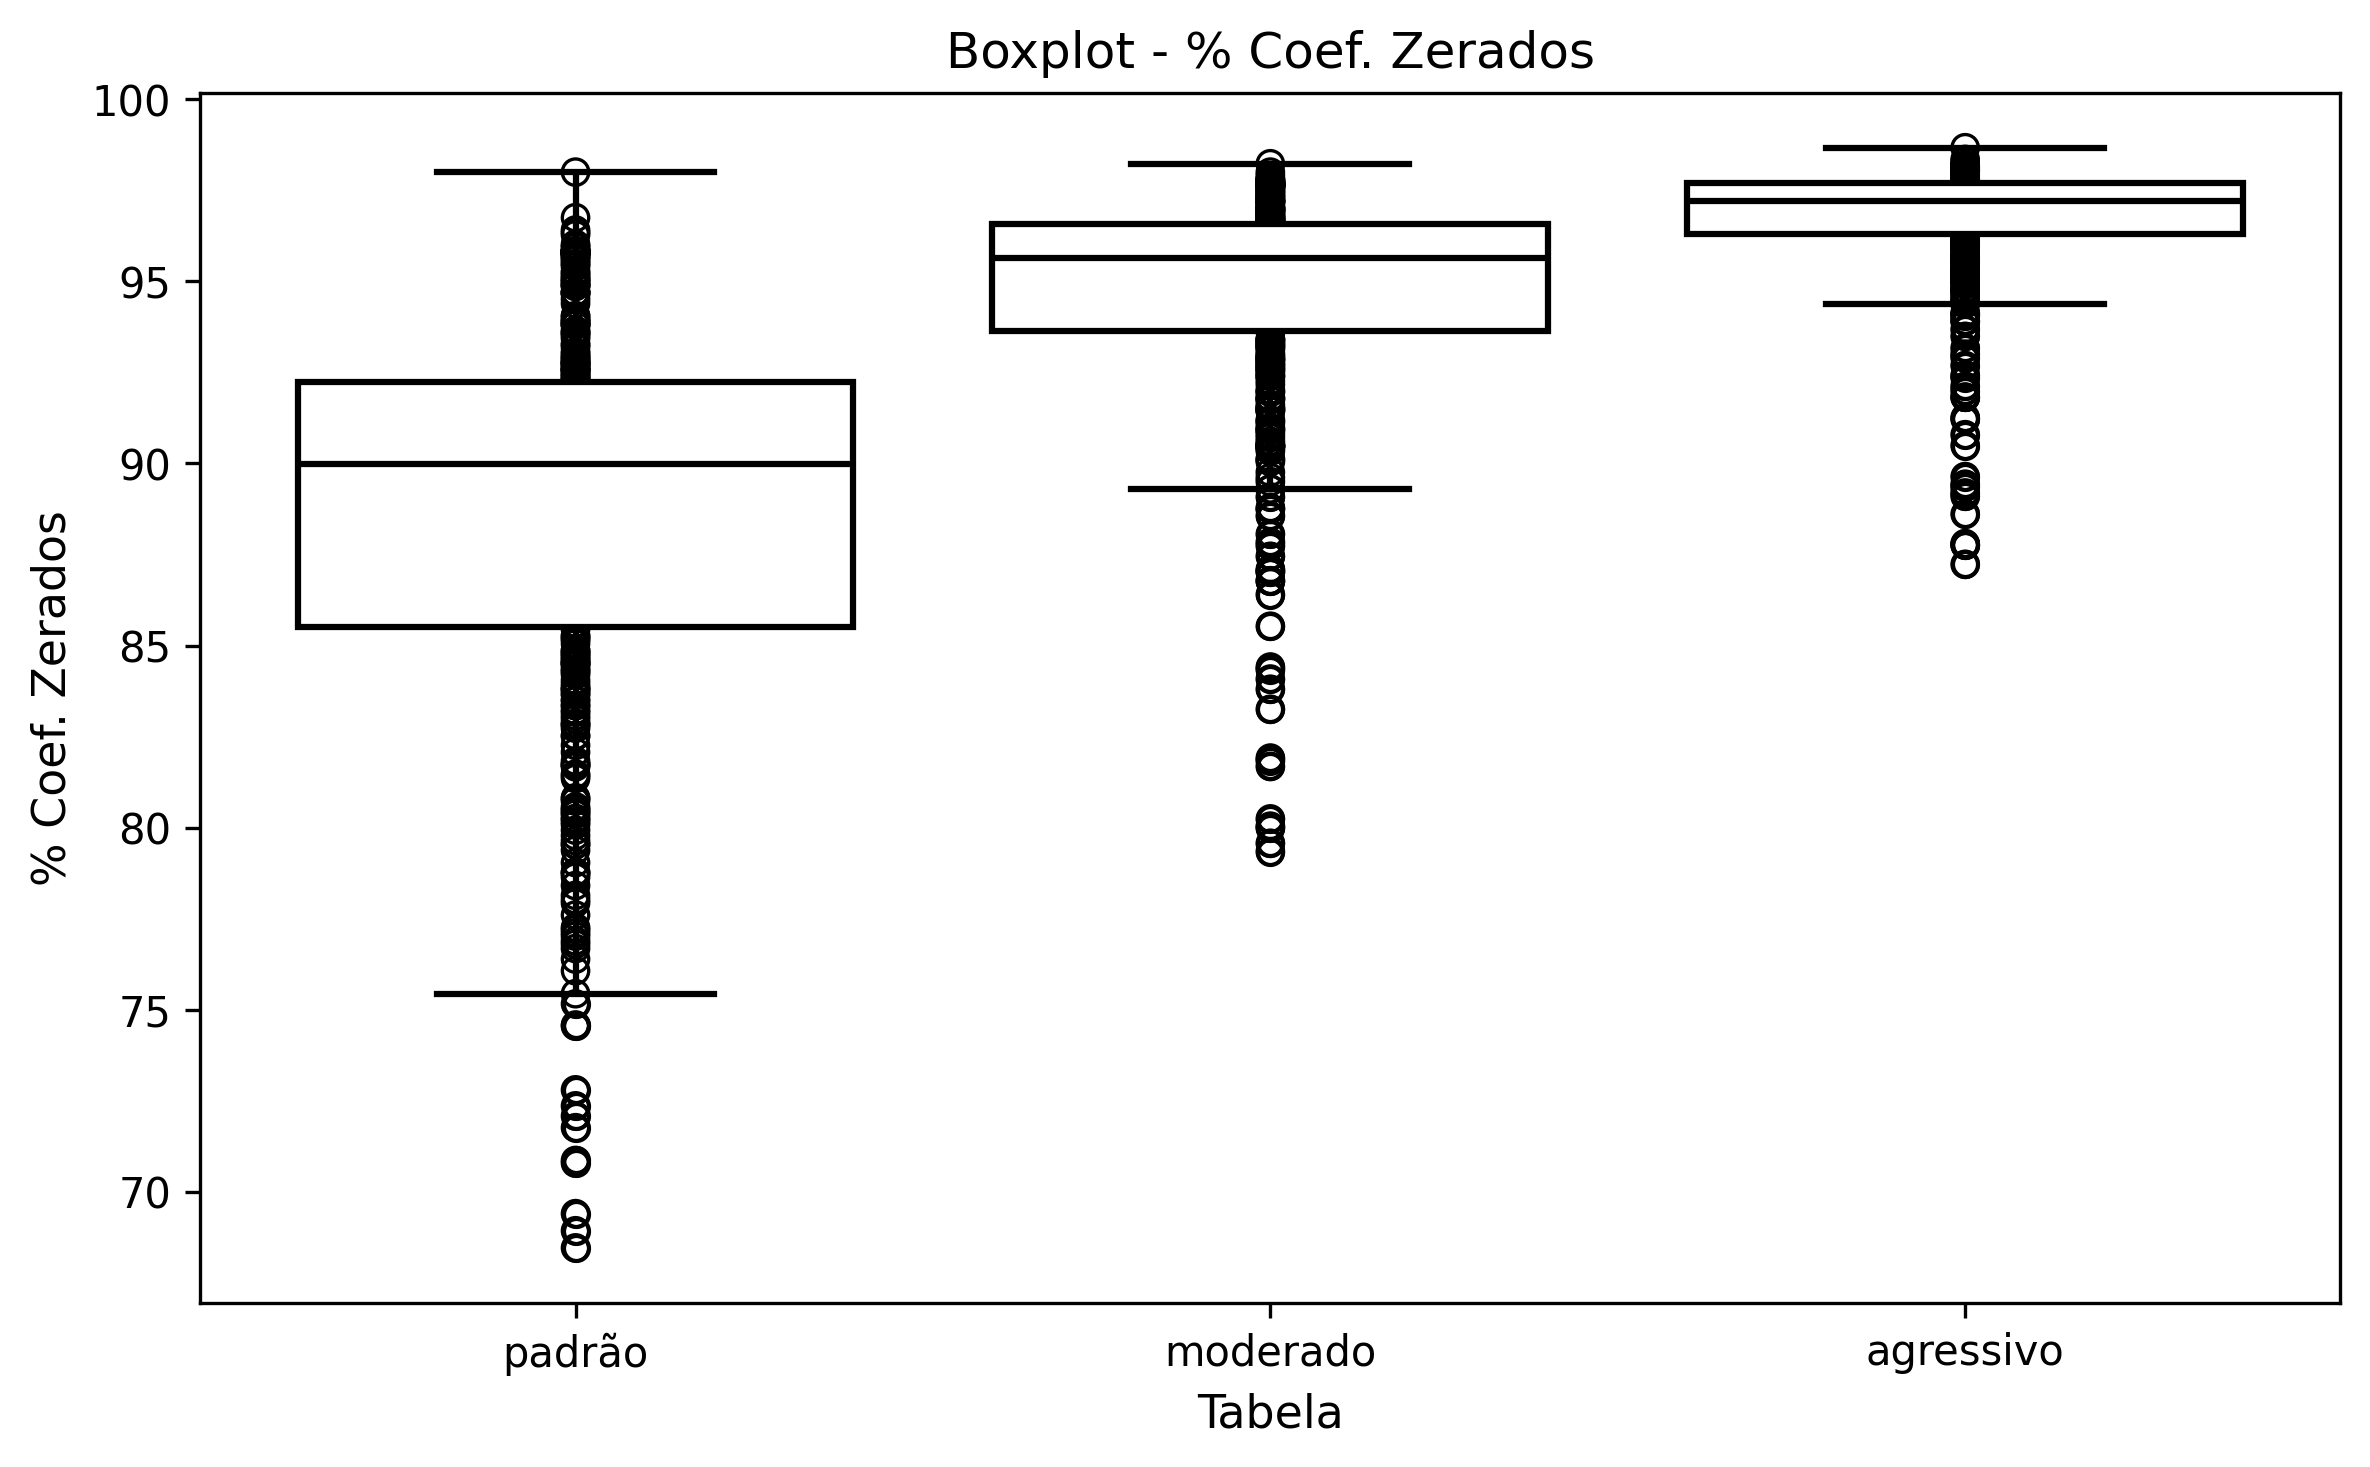 Boxplot - % Coef. Zerados
% Coef. Zerados
100
95
90
85
80
75
70
padrão
moderado
agressivo
Tabela